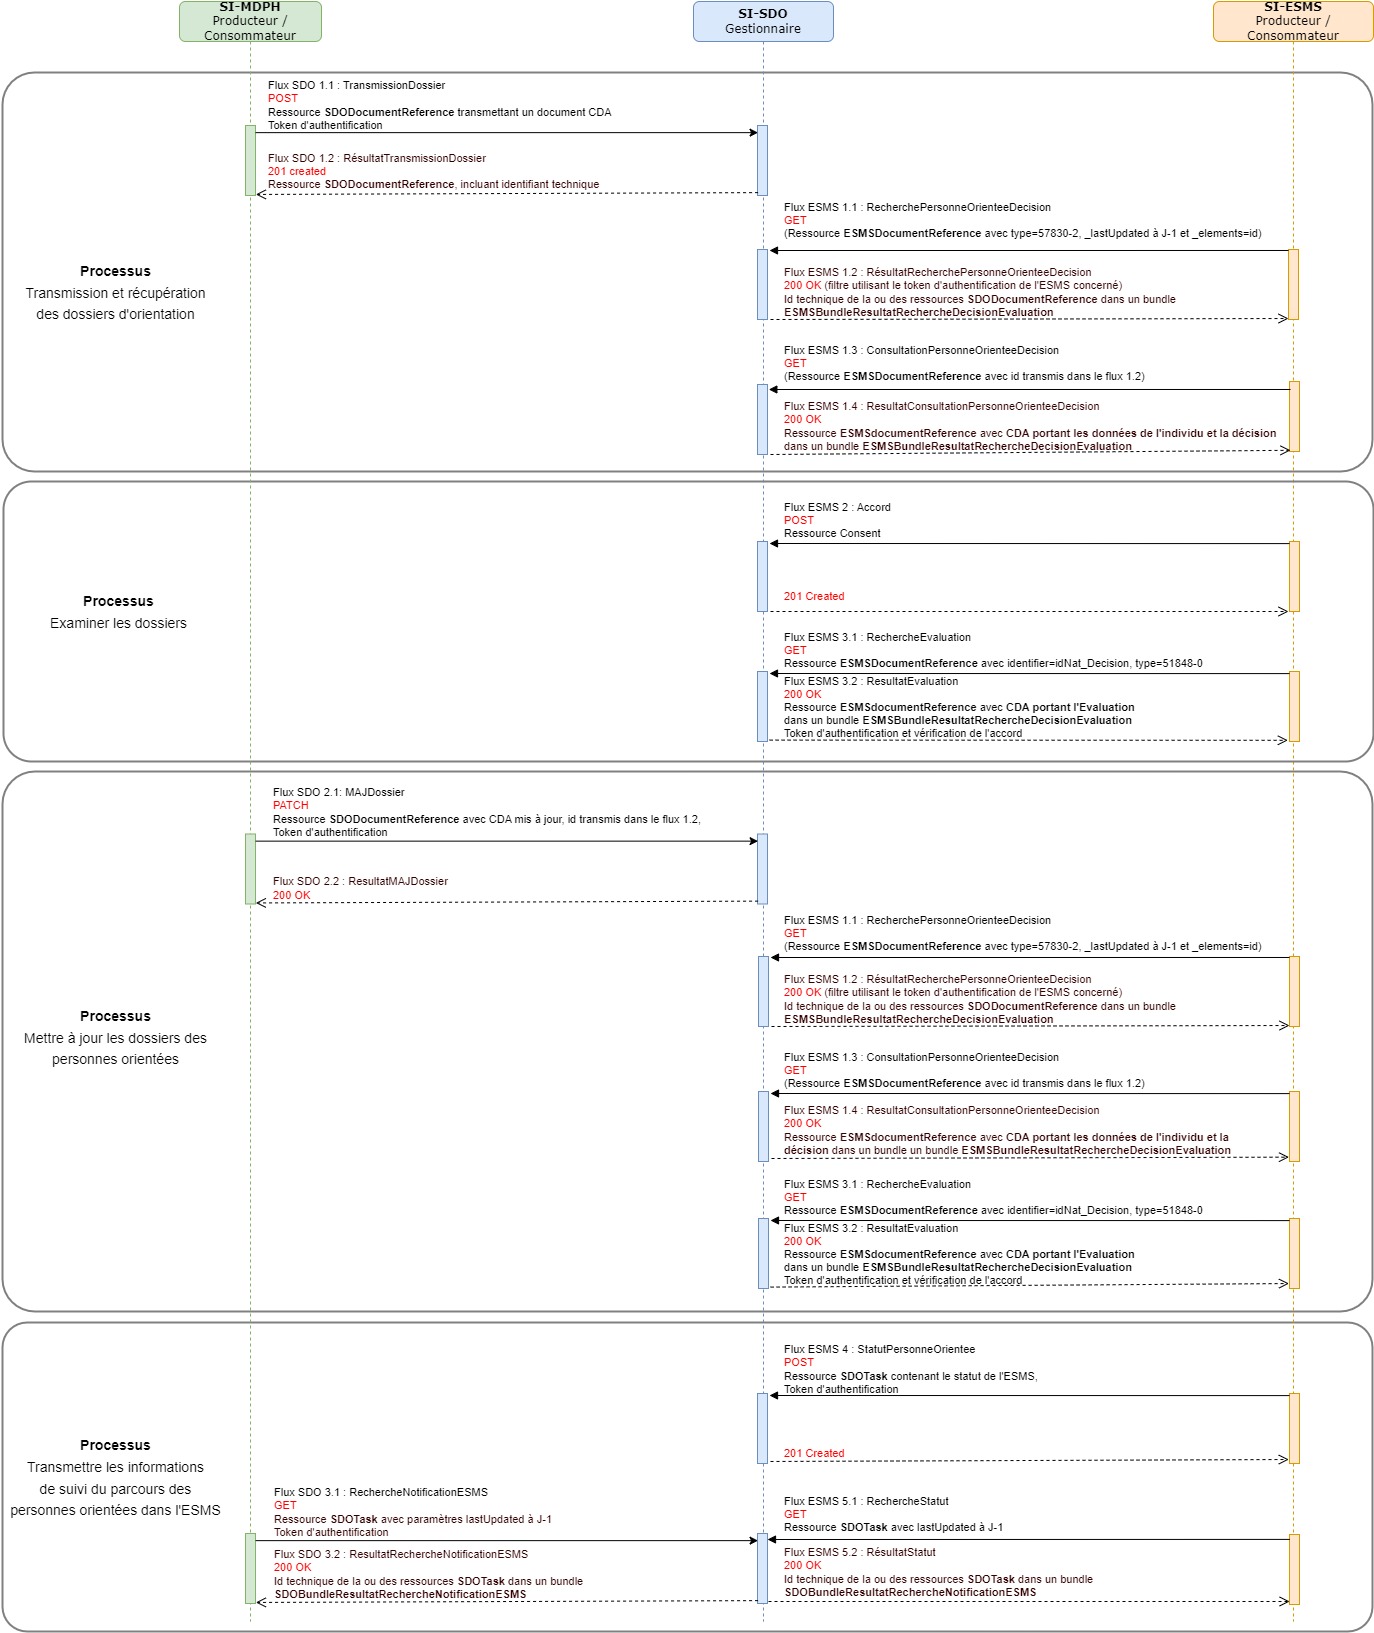 SI-MDPH
Producteur /
Consommateur
SI-SDO
Gestionnaire
SI-ESMS
Producteur /
Consommateur
Processus
Transmission et récupération
des dossiers d'orientation
Flux SDO 1.1 : TransmissionDossier
POST
Ressource SDODocumentReference transmettant un document CDA
Token d'authentification
Flux SDO 1.2 : RésultatTransmissionDossier
201 created
Ressource SDODocumentReference, incluant identifiant technique
Flux ESMS 1.1 : RecherchePersonneOrienteeDecision
GET
(Ressource ESMSDocumentReference avec type=57830-2, _lastUpdated à J-1 et _elements=id)
Flux ESMS 1.2 : RésultatRecherchePersonneOrienteeDecision
200 OK (filtre utilisant le token d'authentification de l'ESMS concerné)
Id technique de la ou des ressources SDODocumentReference dans un bundle
ESMSBundleResultatRechercheDecisionEvaluation
Flux ESMS 1.3 : ConsultationPersonneOrienteeDecision
GET
(Ressource ESMSDocumentReference avec id transmis dans le flux 1.2)
Flux ESMS 1.4 : ResultatConsultationPersonneOrienteeDecision
200 OK
Ressource ESMSdocumentReference avec CDA portant les données de l'individu et la décision
dans un bundle ESMSBundleResultatRechercheDecisionEvaluation
Processus
Examiner les dossiers
Flux ESMS 2 : Accord
POST
Ressource Consent
201 Created
Flux ESMS 3.1 : RechercheEvaluation
GET
Ressource ESMSDocumentReference avec identifier=idNat_Decision, type=51848-0
Flux ESMS 3.2 : ResultatEvaluation
200 OK
Ressource ESMSdocumentReference avec CDA portant l'Evaluation
dans un bundle ESMSBundleResultatRechercheDecisionEvaluation
Token d'authentification et vérification de l'accord
Processus
Mettre à jour les dossiers des
personnes orientées
Flux SDO 2.1: MAJDossier
PATCH
Ressource SDODocumentReference avec CDA mis à jour, id transmis dans le flux 1.2,
Token d'authentification
Flux SDO 2.2 : ResultatMAJDossier
200 OK
Flux ESMS 1.1 : RecherchePersonneOrienteeDecision
GET
(Ressource ESMSDocumentReference avec type=57830-2, _lastUpdated à J-1 et _elements=id)
Flux ESMS 1.2 : RésultatRecherchePersonneOrienteeDecision
200 OK (filtre utilisant le token d'authentification de l'ESMS concerné)
Id technique de la ou des ressources SDODocumentReference dans un bundle
ESMSBundleResultatRechercheDecisionEvaluation
Flux ESMS 1.3 : ConsultationPersonneOrienteeDecision
GET
(Ressource ESMSDocumentReference avec id transmis dans le flux 1.2)
Flux ESMS 1.4 : ResultatConsultationPersonneOrienteeDecision
200 OK
Ressource ESMSdocumentReference avec CDA portant les données de l'individu et la
décision dans un bundle un bundle ESMSBundleResultatRechercheDecisionEvaluation
Flux ESMS 3.1 : RechercheEvaluation
GET
Ressource ESMSDocumentReference avec identifier=idNat_Decision, type=51848-0
Flux ESMS 3.2 : ResultatEvaluation
200 OK
Ressource ESMSdocumentReference avec CDA portant l'Evaluation
dans un bundle ESMSBundleResultatRechercheDecisionEvaluation
Token d'authentification et vérification de l'accord
Processus
Transmettre les informations
de suivi du parcours des
personnes orientées dans l'ESMS
Flux ESMS 4 : StatutPersonneOrientee
POST
Ressource SDOTask contenant le statut de l'ESMS,
Token d'authentification
201 Created
Flux SDO 3.1 : RechercheNotificationESMS
GET
Ressource SDOTask avec paramètres lastUpdated à J-1
Token d'authentification
Flux SDO 3.2 : ResultatRechercheNotificationESMS
200 OK
Id technique de la ou des ressources SDOTask dans un bundle
SDOBundleResultatRechercheNotificationESMS
Flux ESMS 5.1 : RechercheStatut
GET
Ressource SDOTask avec lastUpdated à J-1
Flux ESMS 5.2 : RésultatStatut
200 OK
Id technique de la ou des ressources SDOTask dans un bundle
SDOBundleResultatRechercheNotificationESMS